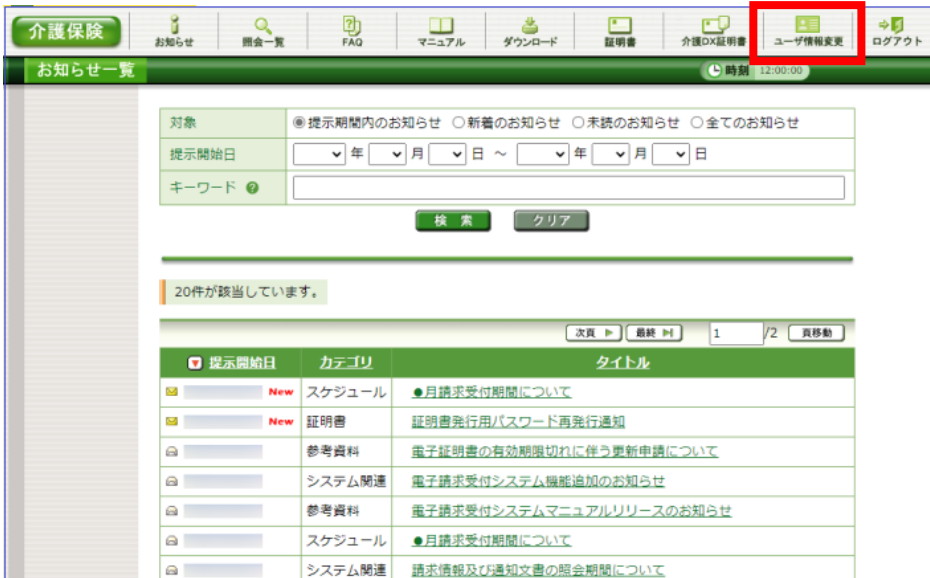 介護保険
お知らせ 照会一覧 FAQ マニュアル ダウンロード 証明書 介護DX証明書 ユーザ情報変更 ログアウト
お知らせ一覧 時刻 12:00:00
対象 提示期間内のお知らせ 新着のお知らせ 未読のお知らせ 全てのお知らせ
提示開始日 年 月 日 ～ 年 月 日
キーワード ?
検 索 クリア
20件が該当しています。
次頁 最終 1 /2 頁移動
提示開始日 カテゴリ タイトル
New スケジュール ●月請求受付期間について
New 証明書 証明書発行用パスワード再発行通知
参考資料 電子証明書の有効期限切れに伴う更新申請について
システム関連 電子請求受付システム機能追加のお知らせ
参考資料 電子請求受付システムマニュアルリリースのお知らせ
スケジュール ●月請求受付期間について
システム関連 請求情報及び通知文書の照会期間について